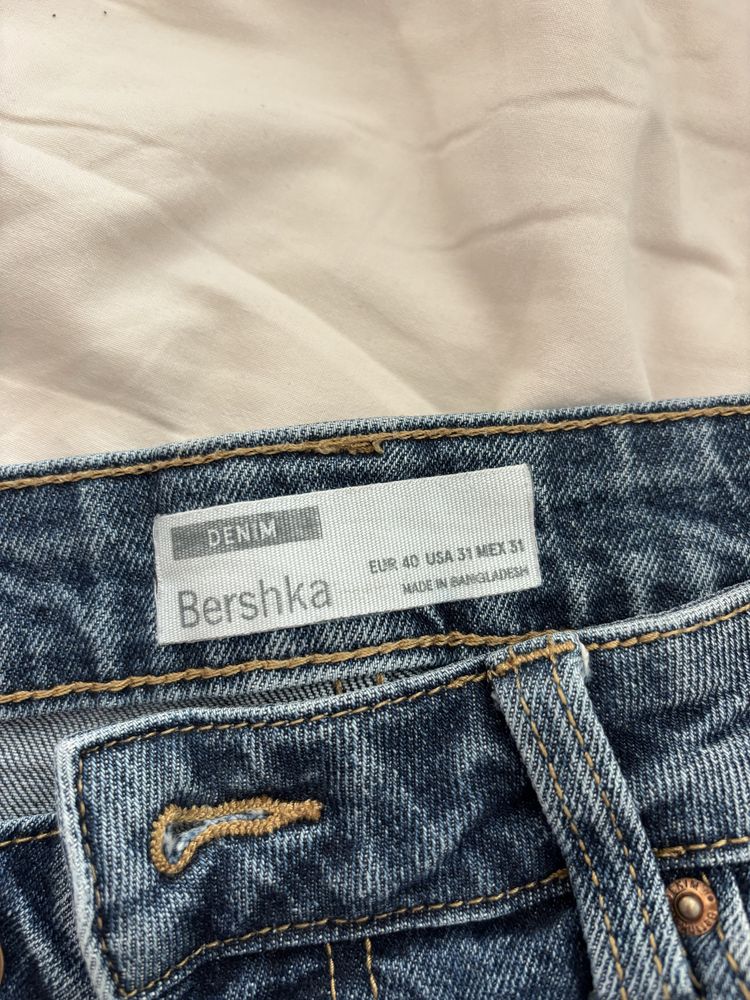 DENIM
Bershka
EUR 40 USA 31 MEX 31
MADE IN BANGLADESH